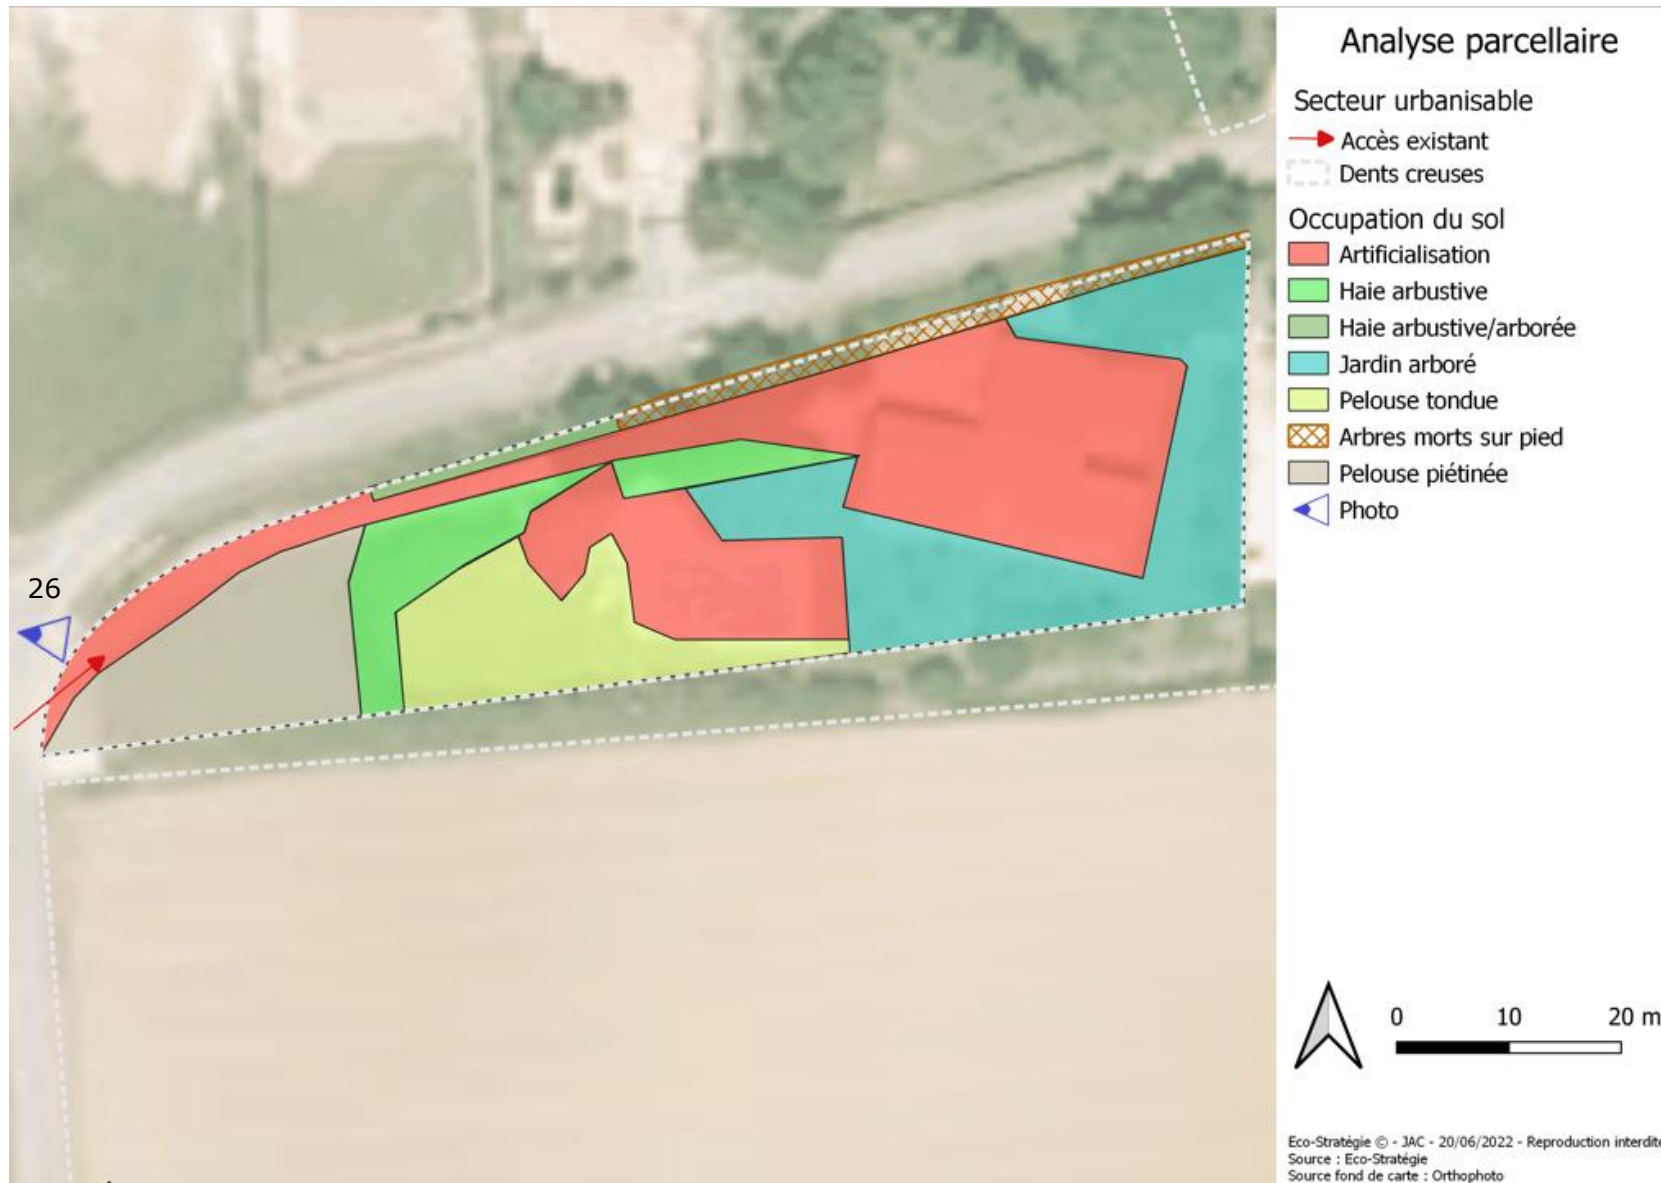 Analyse parcellaire
Secteur urbanisable
Accès existant
Dents creuses
Occupation du sol
Artificialisation
Haie arbustive
Haie arbustive/arborée
Jardin arboré
Pelouse tondue
Arbres morts sur pied
Pelouse piétinée
Photo
26
0 10 20 m
Eco-Stratégie © - JAC - 20/06/2022 - Reproduction interdite
Source : Eco-Stratégie
Source fond de carte : Orthophoto